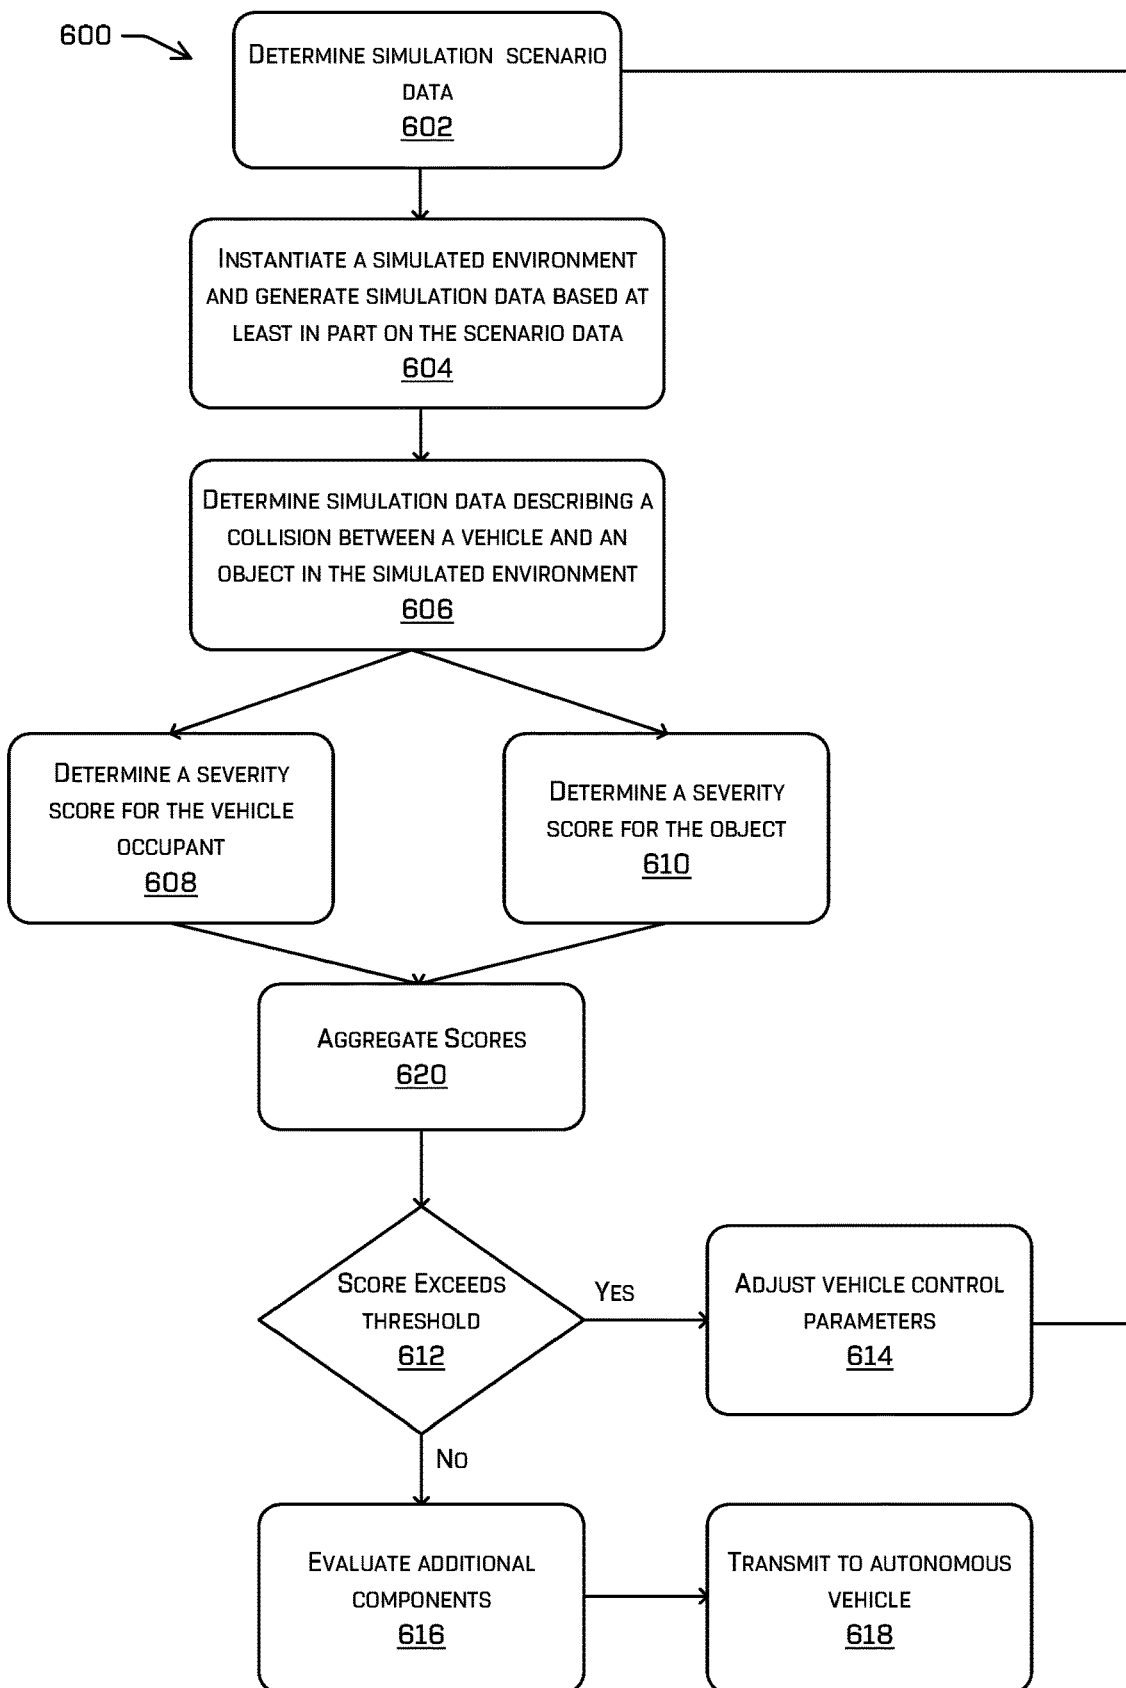 600
DETERMINE SIMULATION SCENARIO
DATA
602
INSTANTIATE A SIMULATED ENVIRONMENT
AND GENERATE SIMULATION DATA BASED AT
LEAST IN PART ON THE SCENARIO DATA
604
DETERMINE SIMULATION DATA DESCRIBING A
COLLISION BETWEEN A VEHICLE AND AN
OBJECT IN THE SIMULATED ENVIRONMENT
606
DETERMINE A SEVERITY
SCORE FOR THE VEHICLE
OCCUPANT
608
DETERMINE A SEVERITY
SCORE FOR THE OBJECT
610
AGGREGATE SCORES
620
SCORE EXCEEDS
THRESHOLD
612
YES
ADJUST VEHICLE CONTROL
PARAMETERS
614
NO
EVALUATE ADDITIONAL
COMPONENTS
616
TRANSMIT TO AUTONOMOUS
VEHICLE
618